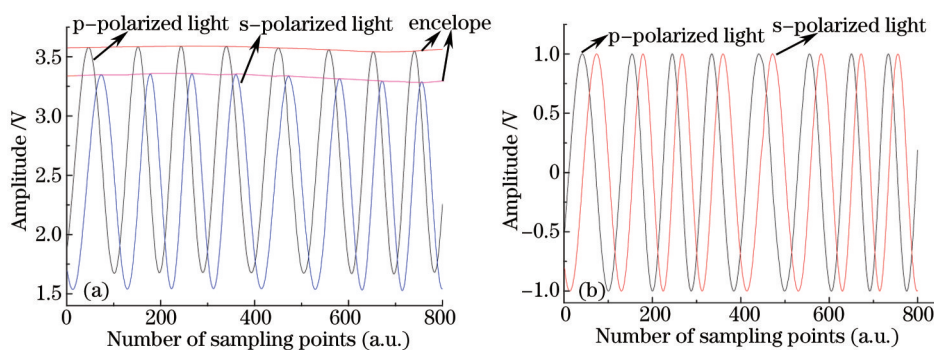 p-polarized light s-polarized light envelope
3.5
3.0
2.5
2.0
1.5
Amplitude /V
(a)
0 200 400 600 800
Number of sampling points (a.u.)
p-polarized light s-polarized light
1.0
0.5
0
−0.5
−1.0
Amplitude /V
(b)
0 200 400 600 800
Number of sampling points (a.u.)